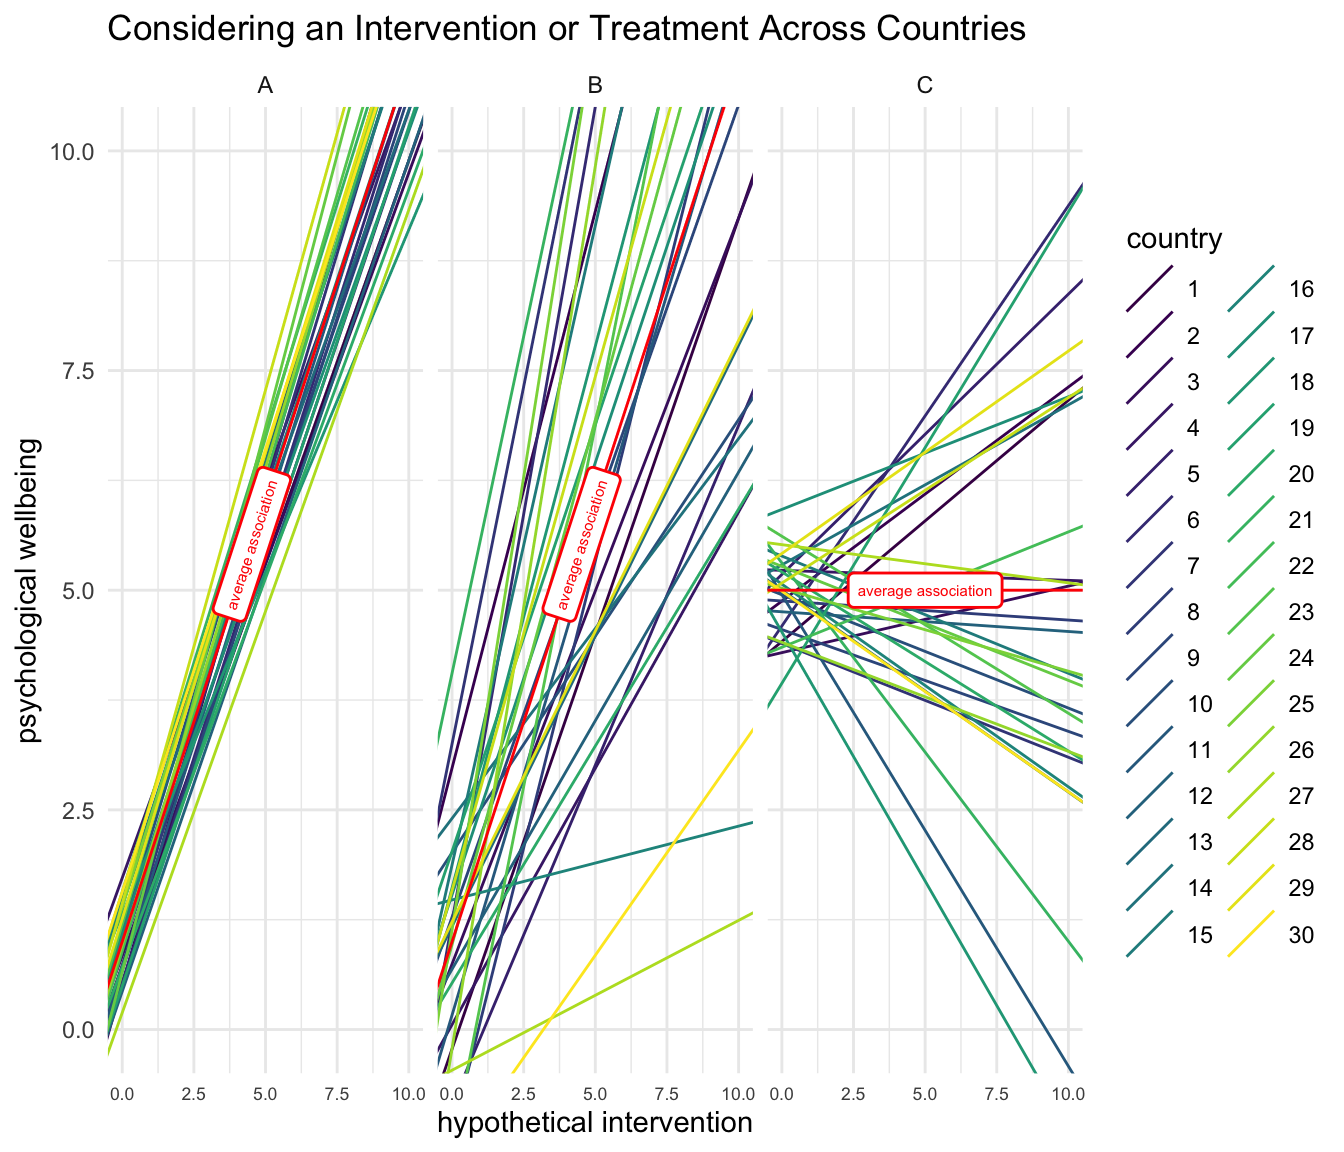 Considering an Intervention or Treatment Across Countries
A
B
C
psychological wellbeing
10.0
7.5
5.0
2.5
0.0
average association
average association
average association
0.0 2.5 5.0 7.5 10.0
0.0 2.5 5.0 7.5 10.0
0.0 2.5 5.0 7.5 10.0
hypothetical intervention
country
1
2
3
4
5
6
7
8
9
10
11
12
13
14
15
16
17
18
19
20
21
22
23
24
25
26
27
28
29
30